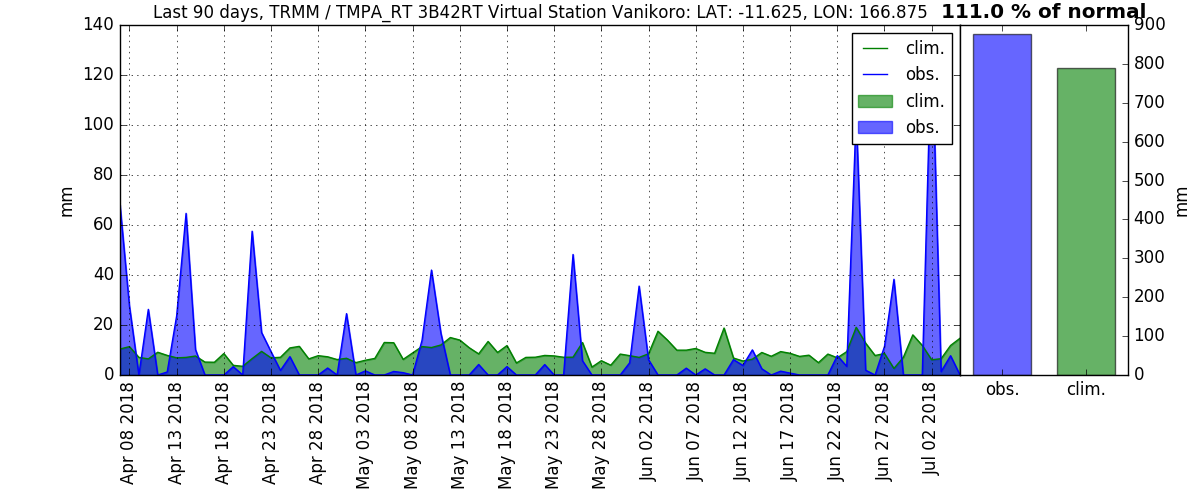 Last 90 days, TRMM / TMPA_RT 3B42RT Virtual Station Vanikoro: LAT: -11.625, LON: 166.875
111.0 % of normal
140
120
100
80
60
40
20
0
mm
clim.
obs.
clim.
obs.
900
800
700
600
500
400
300
200
100
0
mm
Apr 08 2018
Apr 13 2018
Apr 18 2018
Apr 23 2018
Apr 28 2018
May 03 2018
May 08 2018
May 13 2018
May 18 2018
May 23 2018
May 28 2018
Jun 02 2018
Jun 07 2018
Jun 12 2018
Jun 17 2018
Jun 22 2018
Jun 27 2018
Jul 02 2018
obs.
clim.